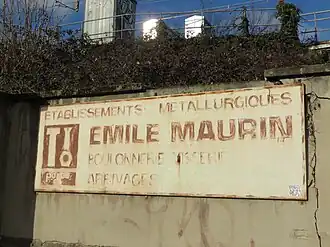 ETABLISSEMENTS METALLURGIQUES
EMILE MAURIN
BOULONNERIE VISSERIE
ARRIVAGES